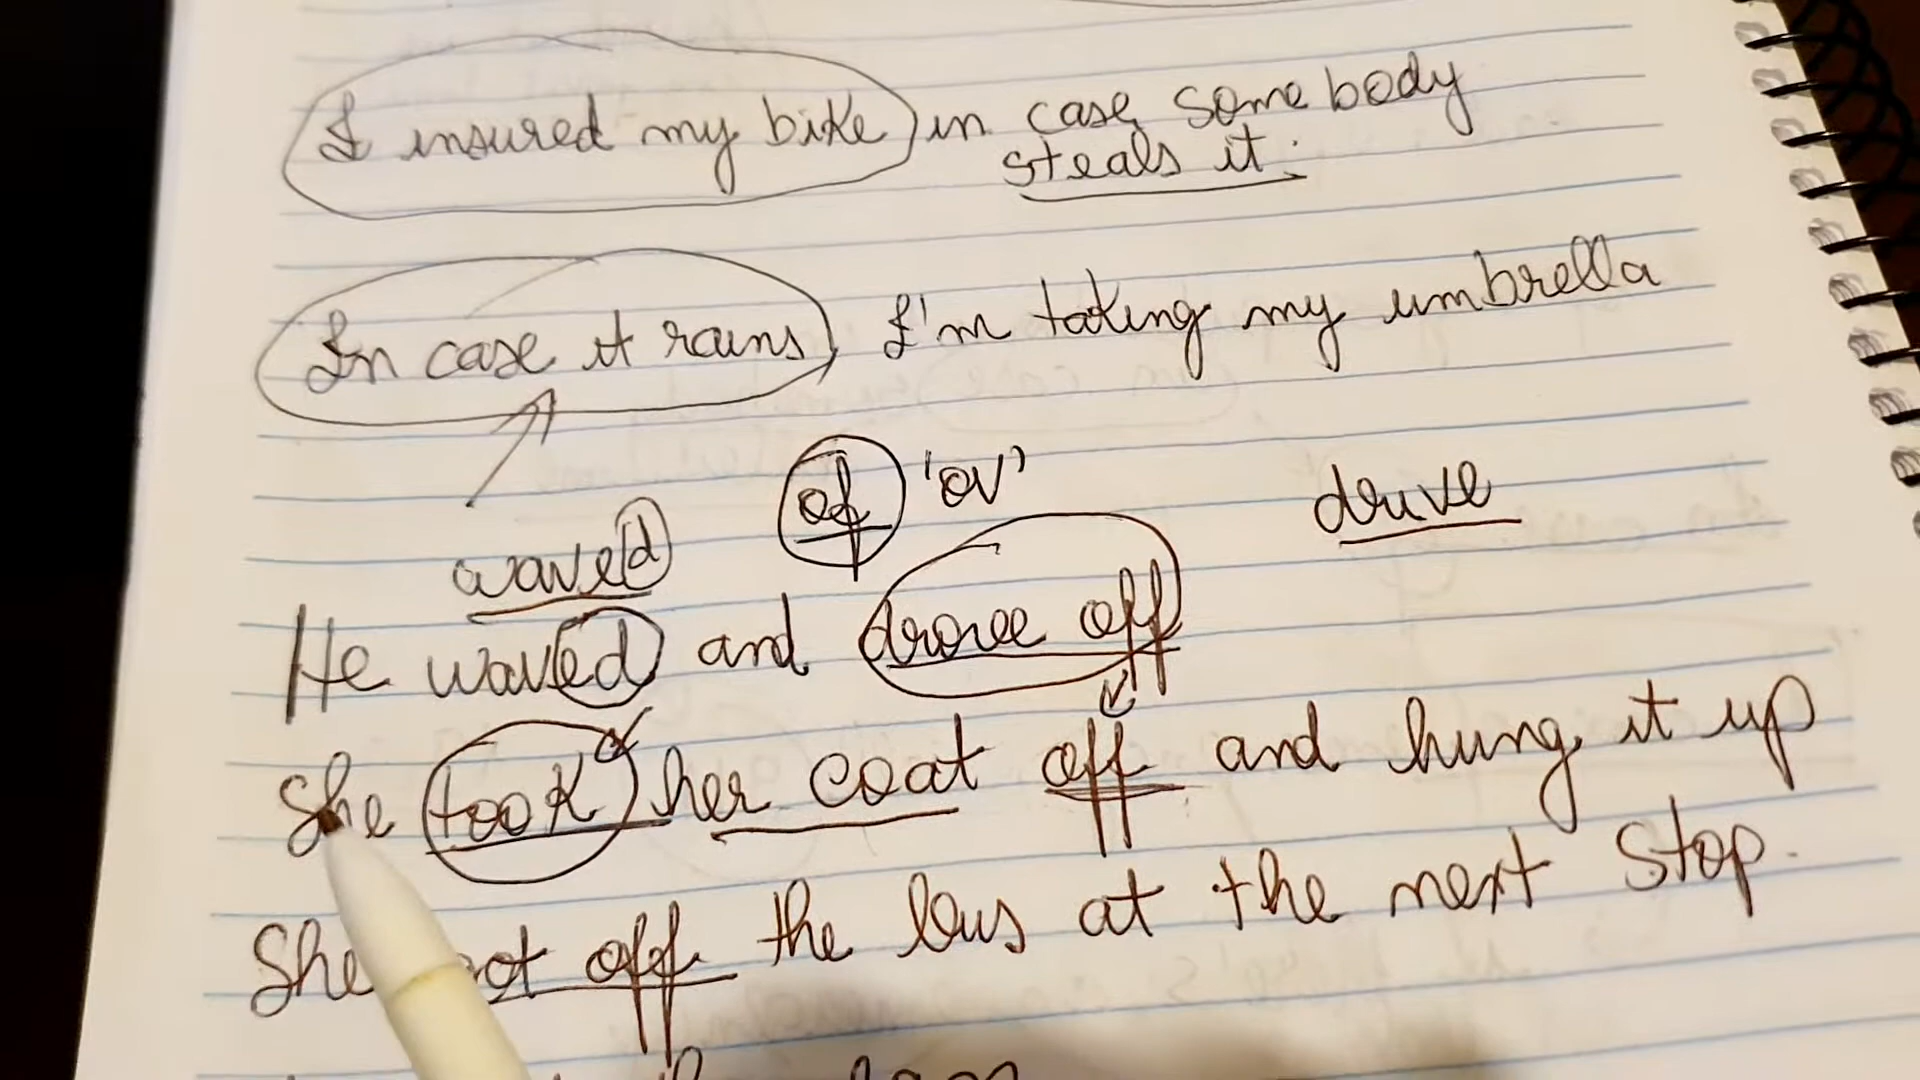 I insured my bike in case somebody
steals it.
In case it rains, I'm taking my umbrella
of 'ov' drive
waved
He waved and drove off
She took her coat off and hung it up
She off the bus at the next stop.